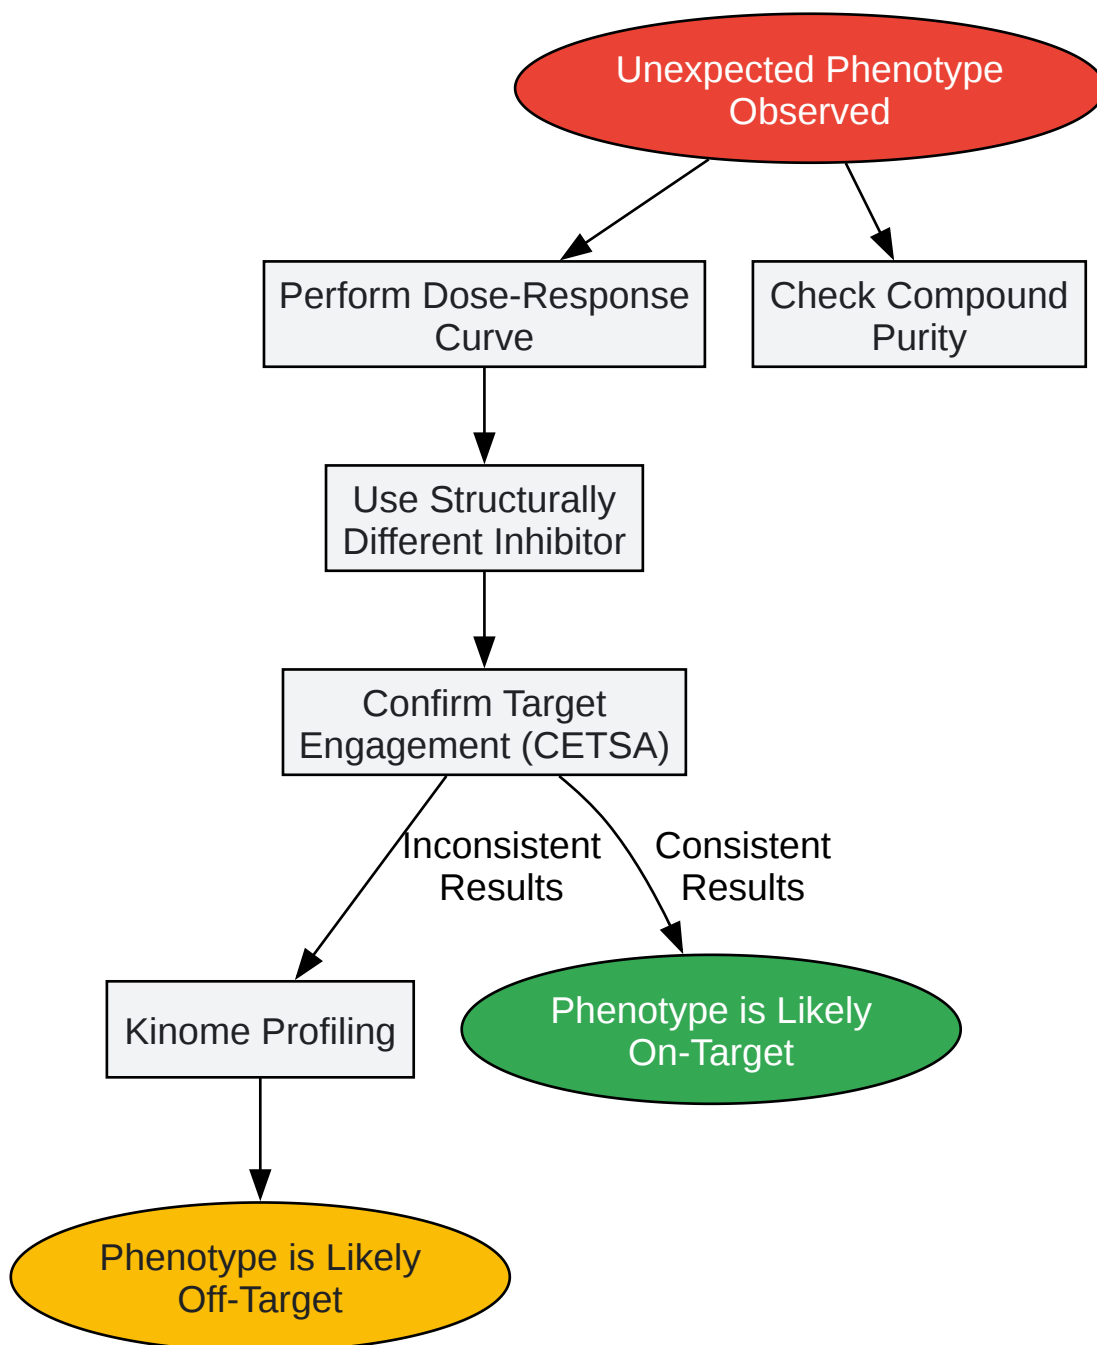 Unexpected Phenotype
Observed
Perform Dose-Response
Curve
Check Compound
Purity
Use Structurally
Different Inhibitor
Confirm Target
Engagement (CETSA)
Inconsistent
Results
Consistent
Results
Kinome Profiling
Phenotype is Likely
On-Target
Phenotype is Likely
Off-Target